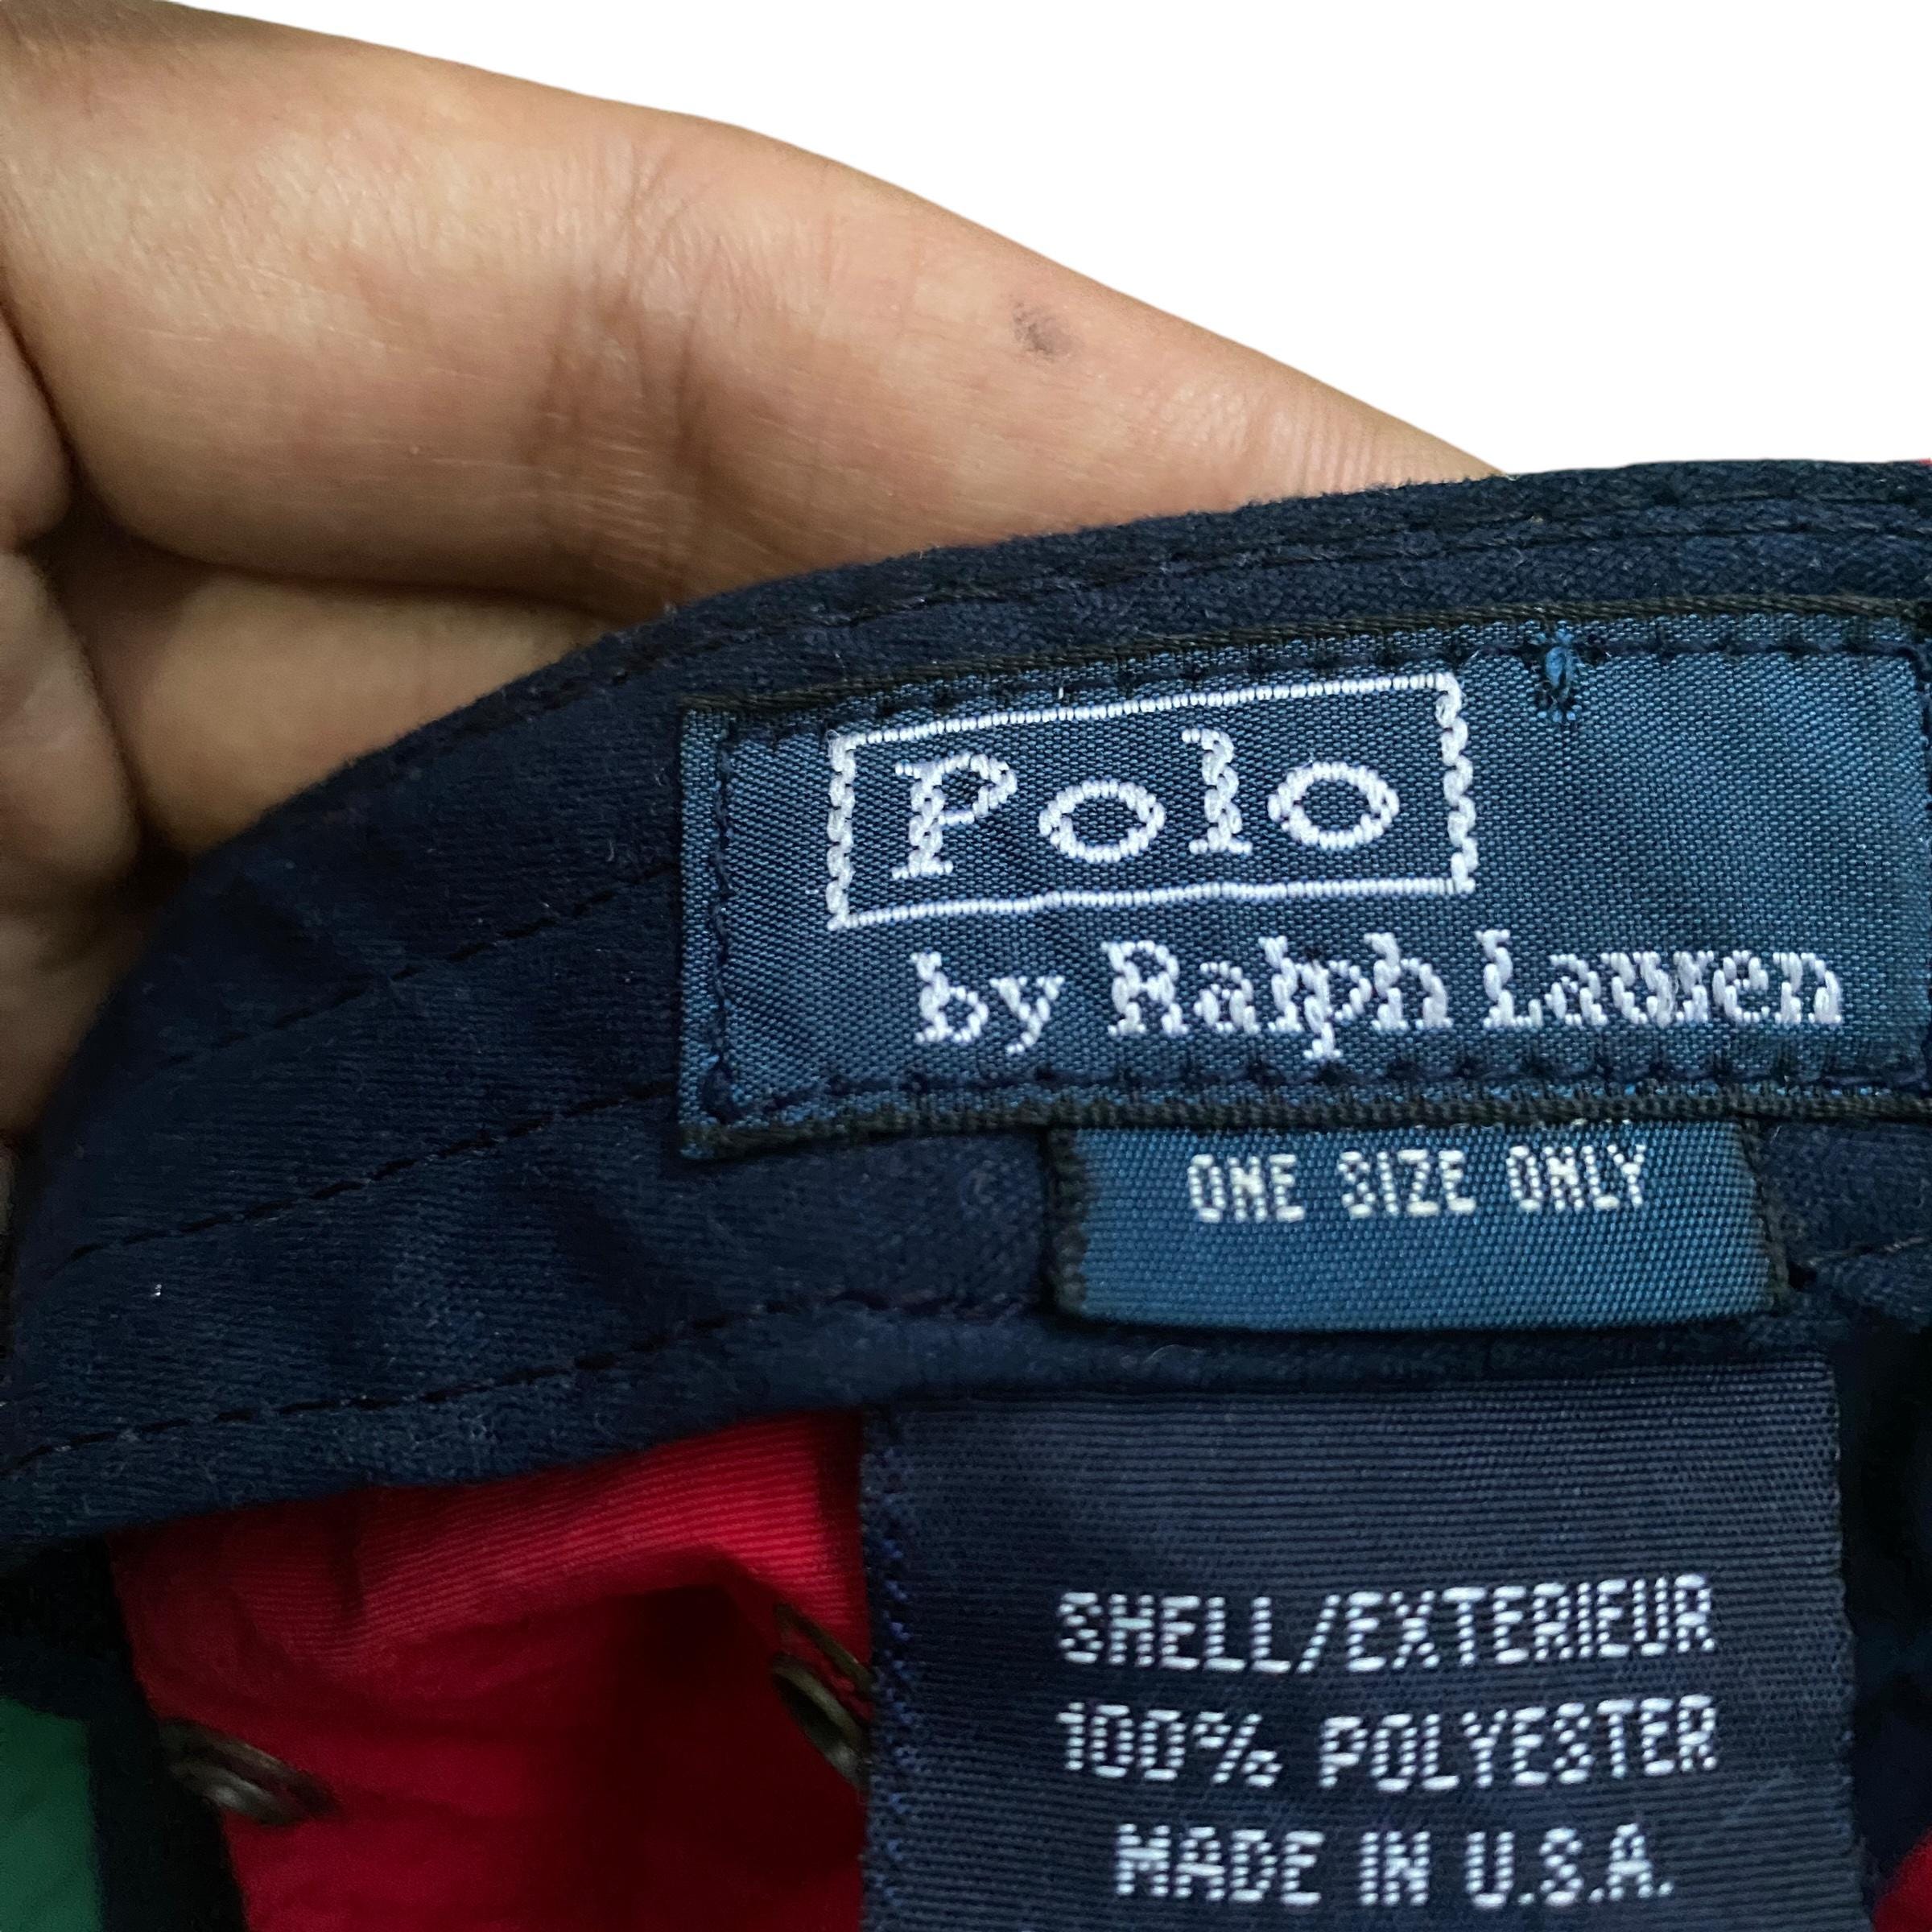 Polo
by Ralph Lauren
ONE SIZE ONLY
SHELL/EXTERIEUR
100% POLYESTER
MADE IN U.S.A.